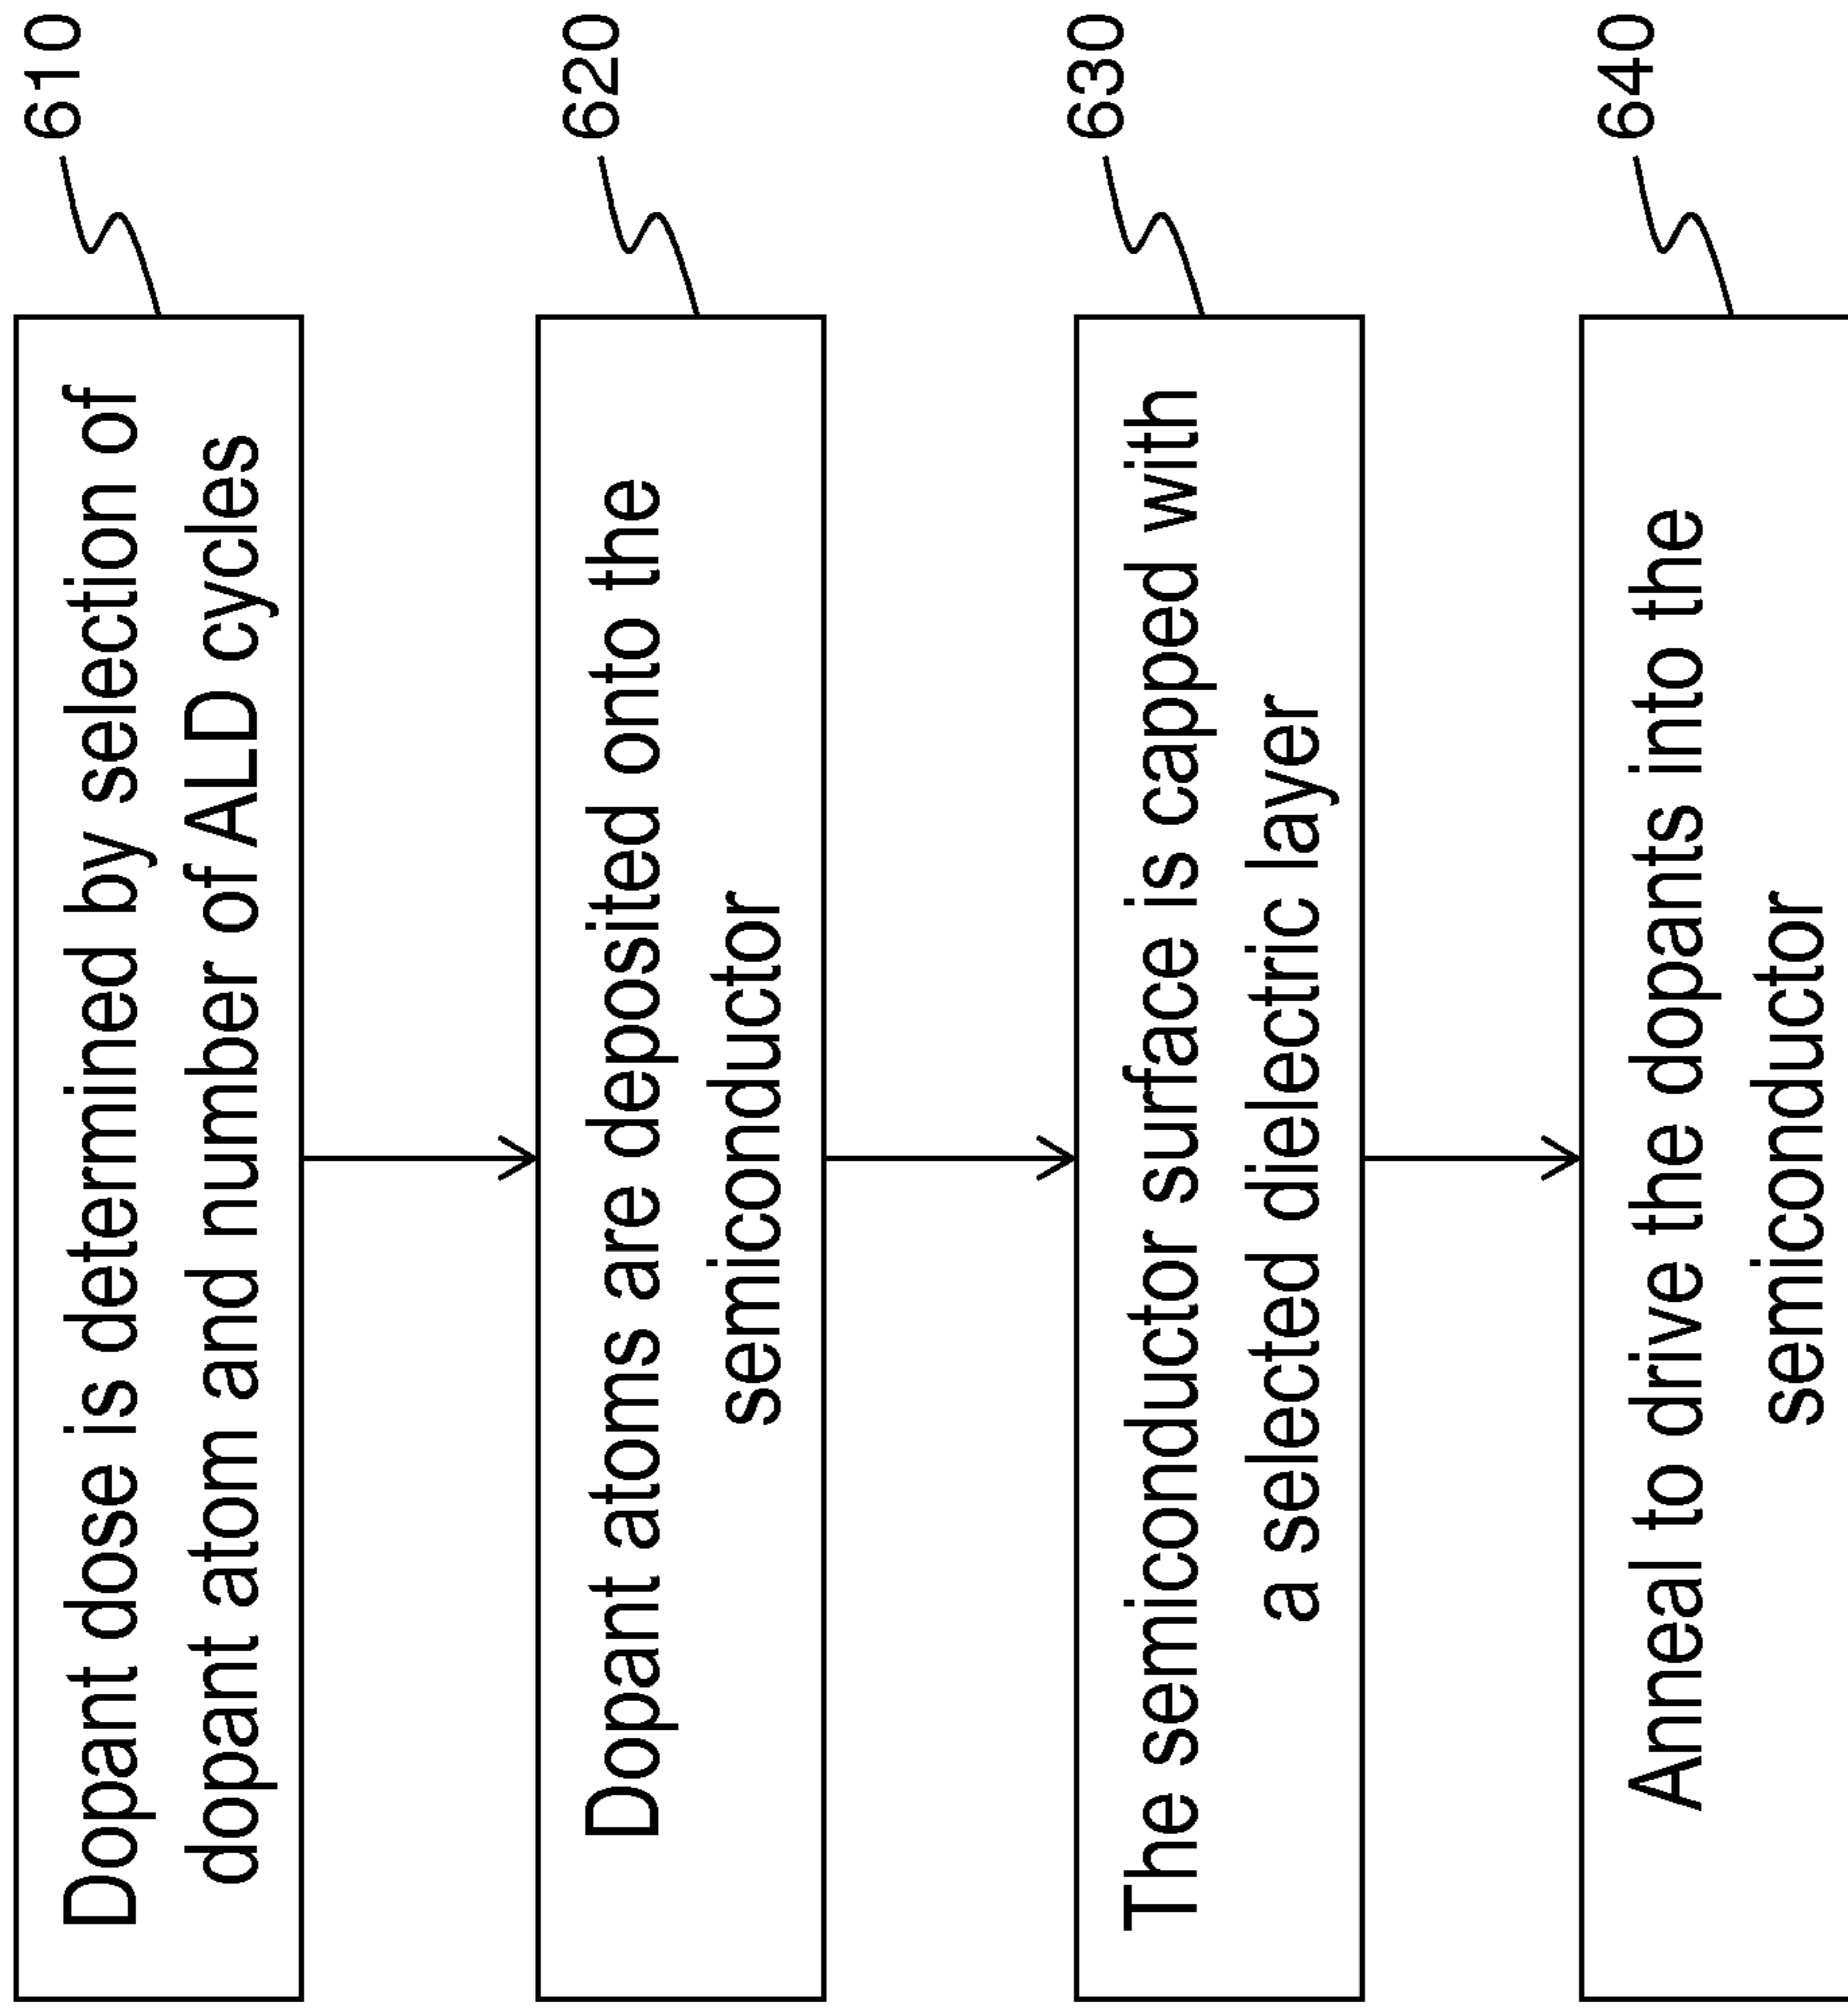 Dopant dose is determined by selection of
dopant atom and number of ALD cycles
610
Dopant atoms are deposited onto the
semiconductor
620
The semiconductor surface is capped with
a selected dielectric layer
630
Anneal to drive the dopants into the
semiconductor
640